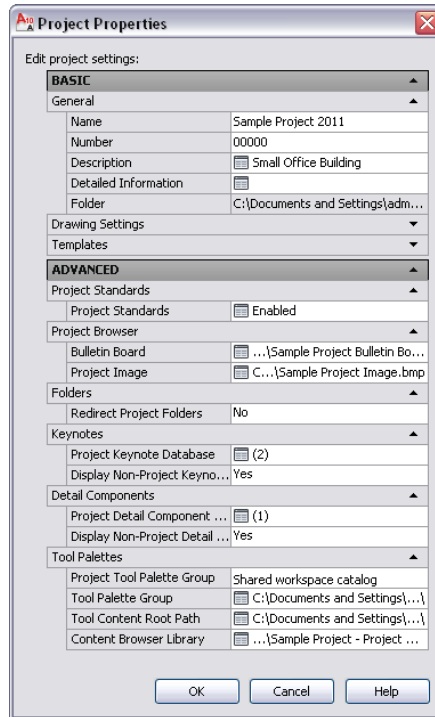 A10 Project Properties
Edit project settings:
BASIC
General
Name Sample Project 2011
Number 00000
Description Small Office Building
Detailed Information
Folder C:\Documents and Settings\adm...
Drawing Settings
Templates
ADVANCED
Project Standards
Project Standards Enabled
Project Browser
Bulletin Board ...\Sample Project Bulletin Bo...
Project Image C...\Sample Project Image.bmp
Folders
Redirect Project Folders No
Keynotes
Project Keynote Database (2)
Display Non-Project Keyno... Yes
Detail Components
Project Detail Component ... (1)
Display Non-Project Detail ... Yes
Tool Palettes
Project Tool Palette Group Shared workspace catalog
Tool Palette Group C:\Documents and Settings\...\
Tool Content Root Path C:\Documents and Settings\...\
Content Browser Library ...\Sample Project - Project ...
OK Cancel Help